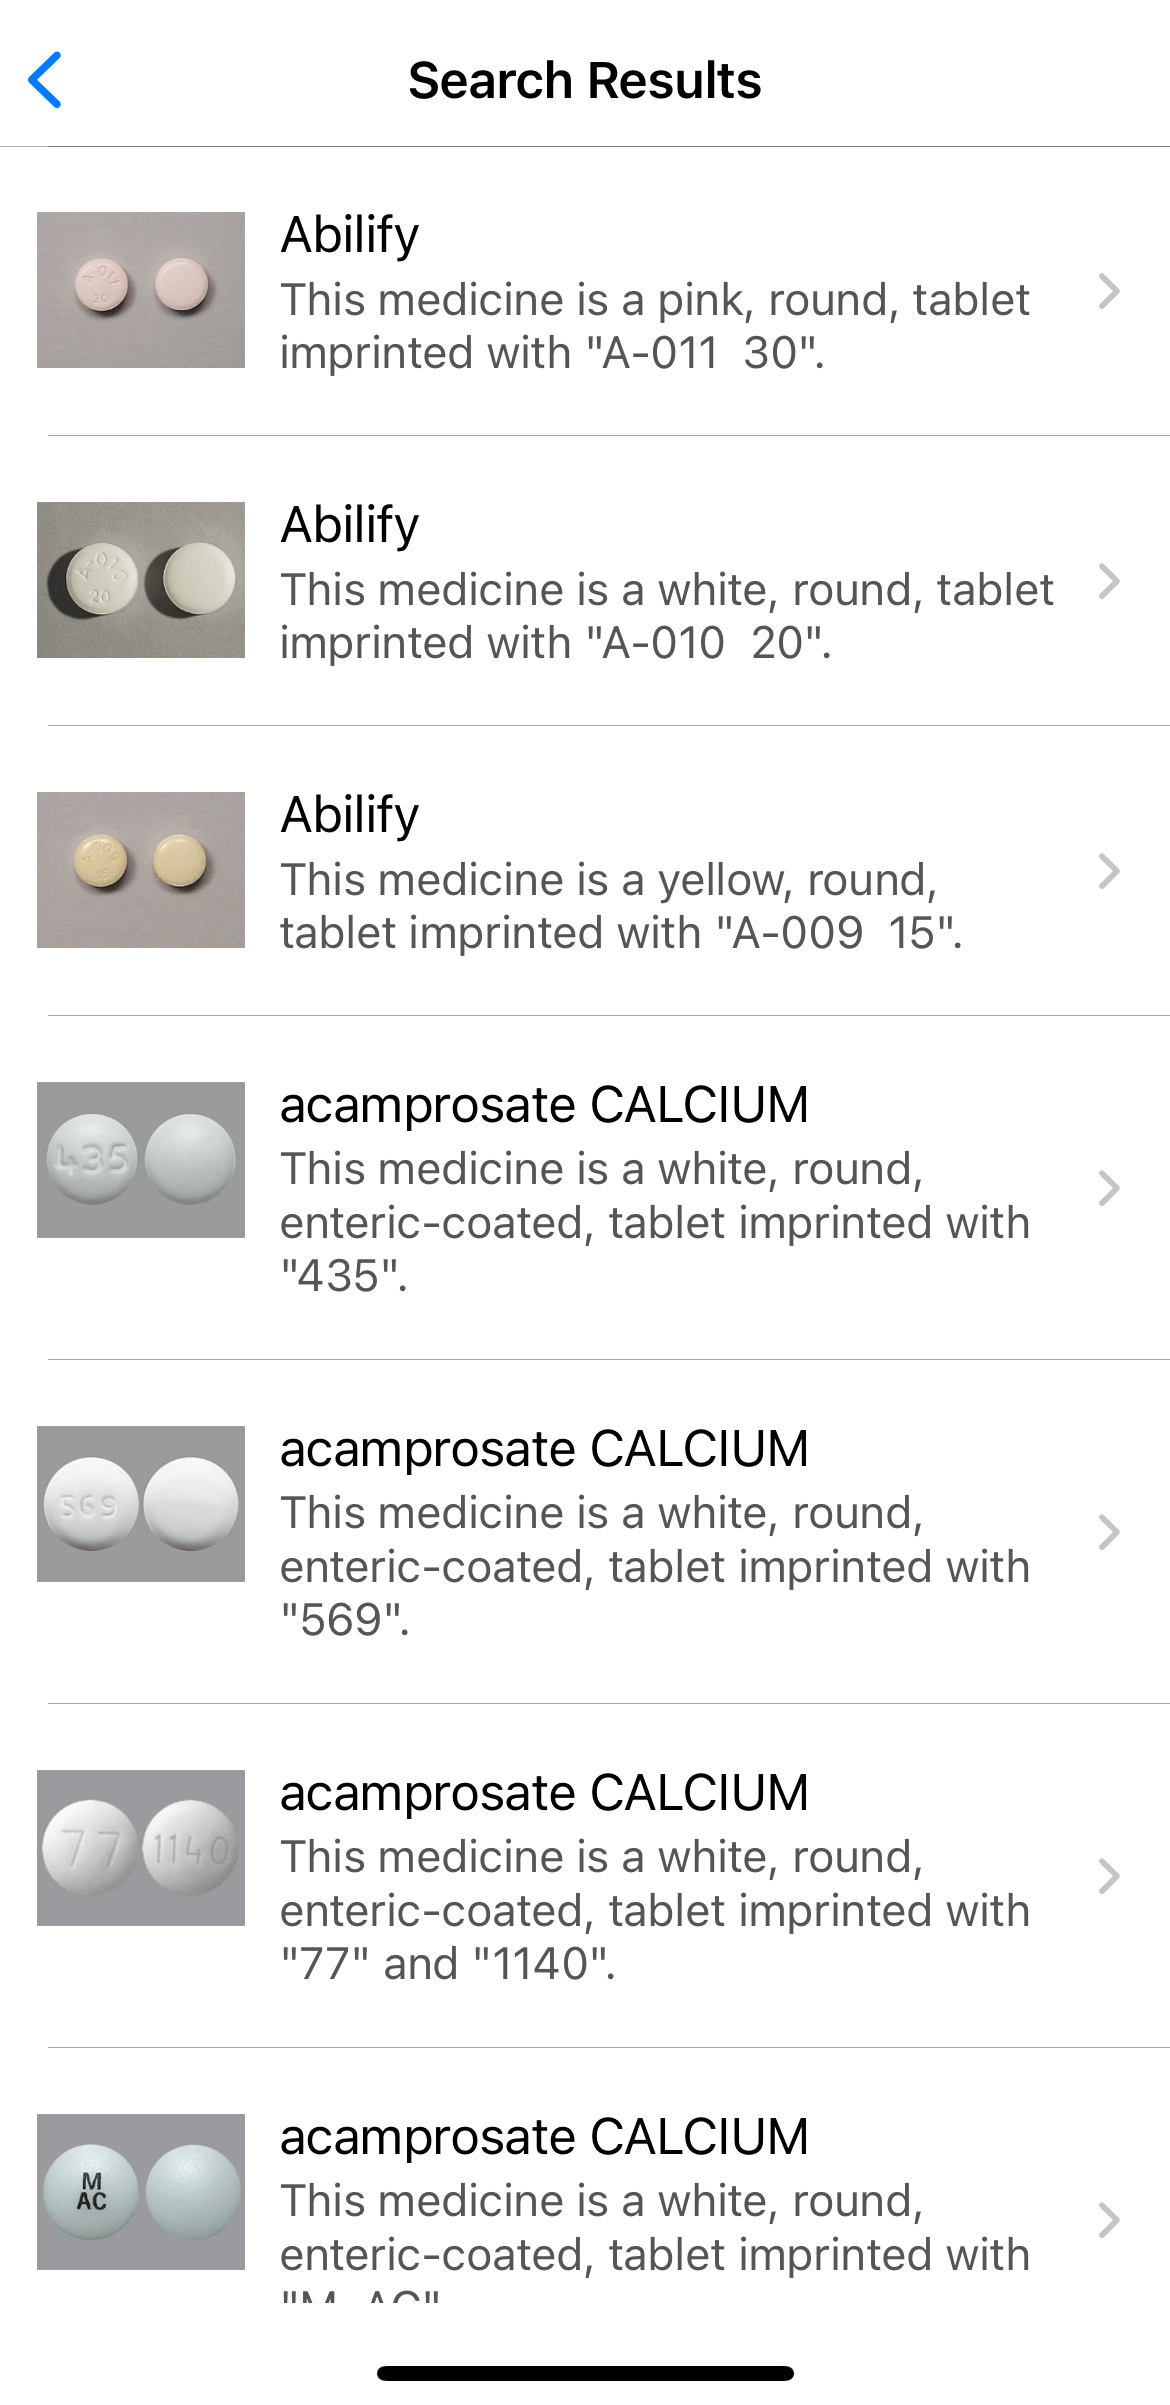 Search Results
A-011
30
Abilify
This medicine is a pink, round, tablet
imprinted with "A-011  30".
A-010
20
Abilify
This medicine is a white, round, tablet
imprinted with "A-010  20".
A-009
15
Abilify
This medicine is a yellow, round,
tablet imprinted with "A-009  15".
435
acamprosate CALCIUM
This medicine is a white, round,
enteric-coated, tablet imprinted with
"435".
569
acamprosate CALCIUM
This medicine is a white, round,
enteric-coated, tablet imprinted with
"569".
77 1140
acamprosate CALCIUM
This medicine is a white, round,
enteric-coated, tablet imprinted with
"77" and "1140".
M
AC
acamprosate CALCIUM
This medicine is a white, round,
enteric-coated, tablet imprinted with
"M  AC"